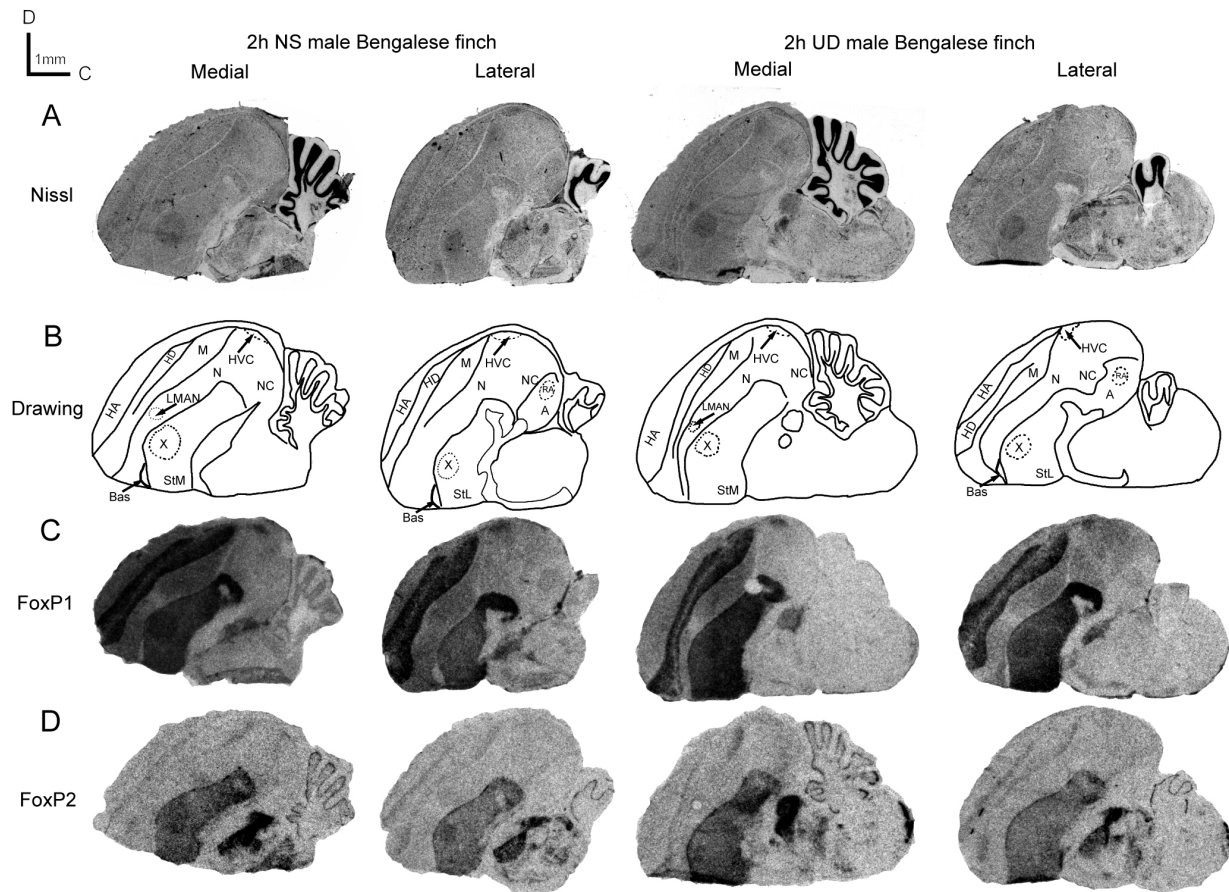 D
1mm
C
2h NS male Bengalese finch
2h UD male Bengalese finch
Medial
Lateral
Medial
Lateral
A
Nissl
B
Drawing
HA
HD
M
HVC
N
NC
LMAN
X
Bas
StM
HA
HD
M
HVC
N
NC
RA
A
X
Bas
StL
HA
HD
M
HVC
N
NC
LMAN
X
StM
HA
HD
M
HVC
N
NC
RA
A
X
Bas
StL
C
FoxP1
D
FoxP2